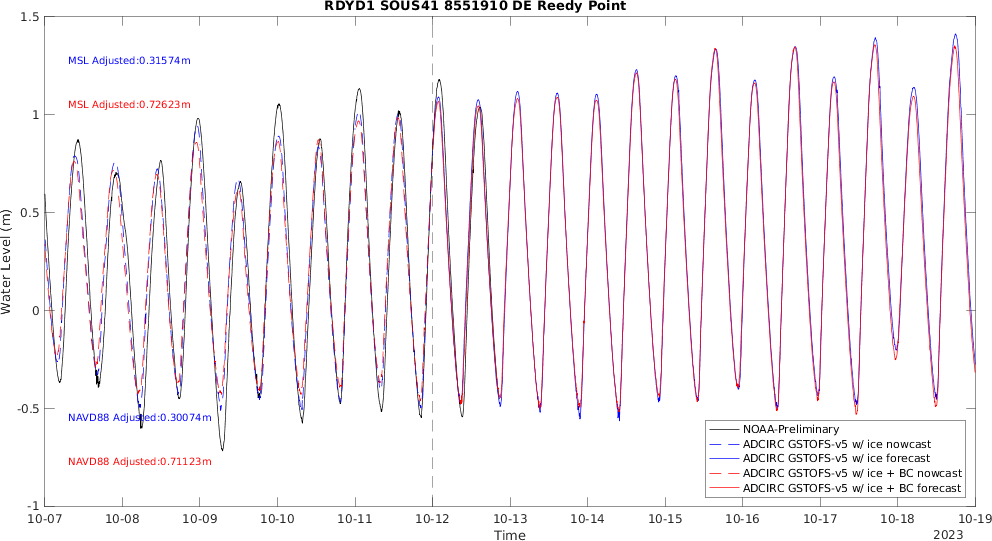 RDYD1 SOUS41 8551910 DE Reedy Point
1.5
MSL Adjusted:0.31574m
MSL Adjusted:0.72623m
1
0.5
Water Level (m)
0
-0.5
NAVD88 Adjusted:0.30074m
NAVD88 Adjusted:0.71123m
NOAA-Preliminary
ADCIRC GSTOFS-v5 w/ ice nowcast
ADCIRC GSTOFS-v5 w/ ice forecast
ADCIRC GSTOFS-v5 w/ ice + BC nowcast
ADCIRC GSTOFS-v5 w/ ice + BC forecast
-1
10-07 10-08 10-09 10-10 10-11 10-12 10-13 10-14 10-15 10-16 10-17 10-18 10-19
Time
2023